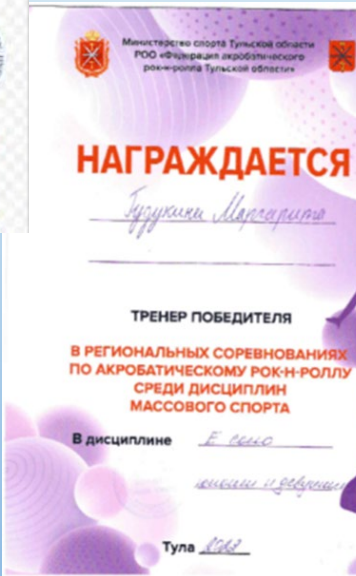 Министерство спорта Тульской области
РОО «Федерация акробатического
рок-н-ролла Тульской области»
НАГРАЖДАЕТСЯ
Маргарита
ТРЕНЕР ПОБЕДИТЕЛЯ
В РЕГИОНАЛЬНЫХ СОРЕВНОВАНИЯХ
ПО АКРОБАТИЧЕСКОМУ РОК-Н-РОЛЛУ
СРЕДИ ДИСЦИПЛИН
МАССОВОГО СПОРТА
В дисциплине Е соло
юноши и девушки
Тула 2023